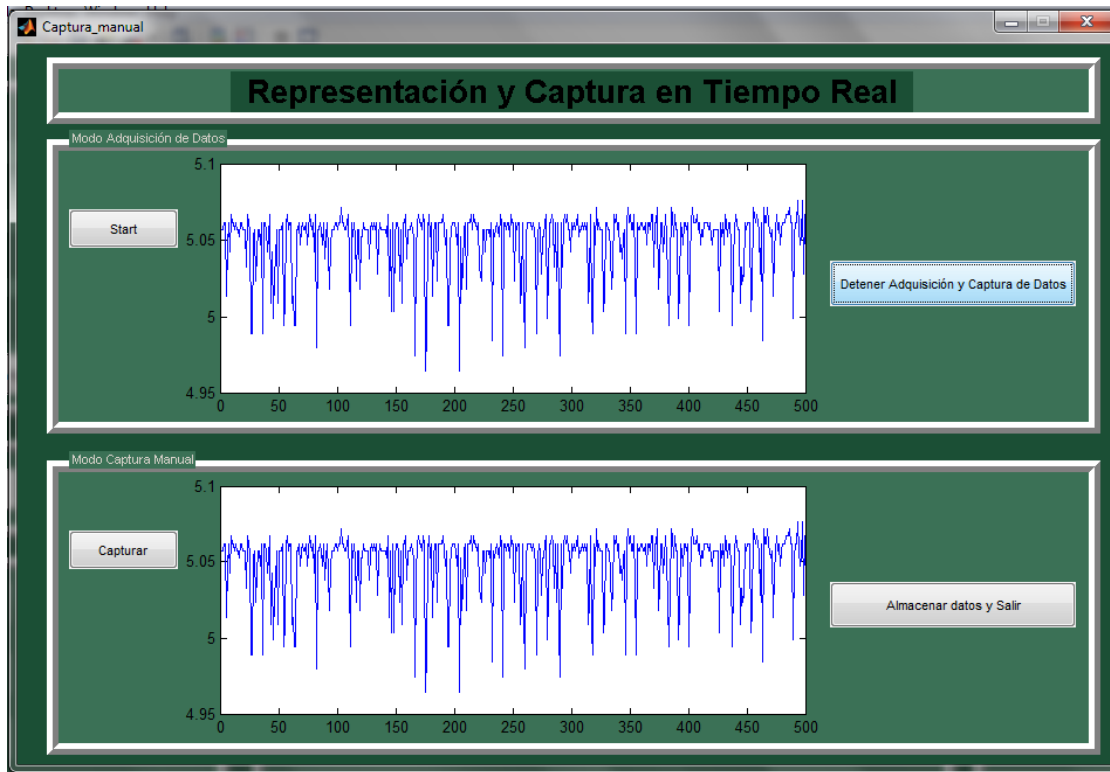 Captura_manual
Representación y Captura en Tiempo Real
Modo Adquisición de Datos
Start
5.1
5.05
5
4.95
0 50 100 150 200 250 300 350 400 450 500
Detener Adquisición y Captura de Datos
Modo Captura Manual
Capturar
5.1
5.05
5
4.95
0 50 100 150 200 250 300 350 400 450 500
Almacenar datos y Salir